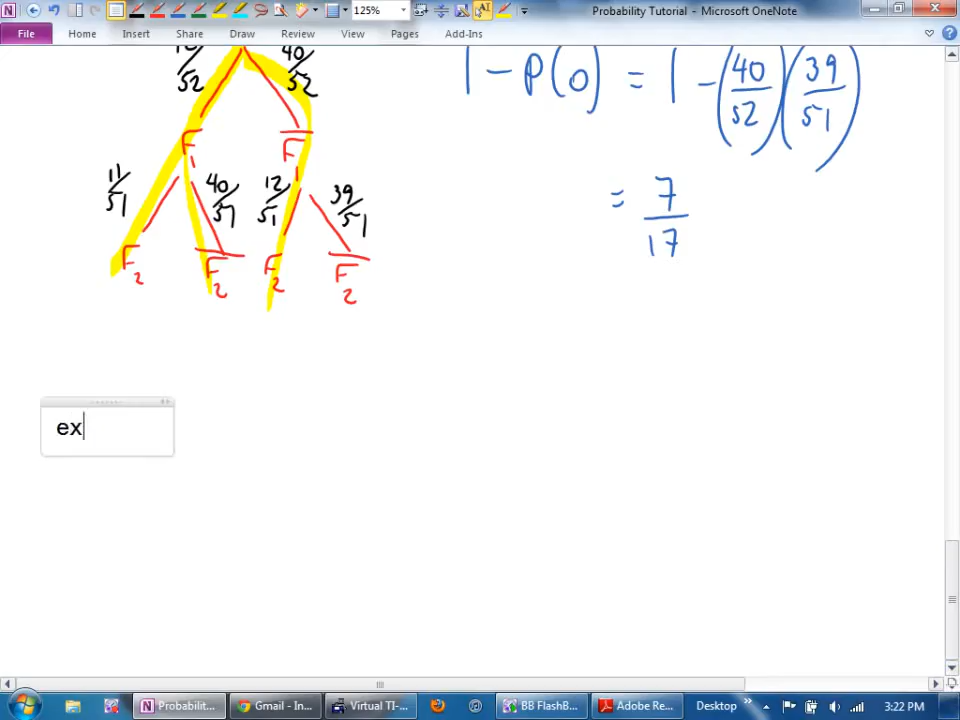 Probability Tutorial - Microsoft OneNote
125%
File Home Insert Draw Review View Pages Add-Ins
52 40/52
1 - P(0) = 1 - (40/52)(39/51)
F F
11/51 40/51 12/51 39/51
= 7/17
F2 F2 F2 F2
ex
Probabilit... Gmail - In... Virtual TI-... BB FlashB... Adobe Re... Desktop 3:22 PM